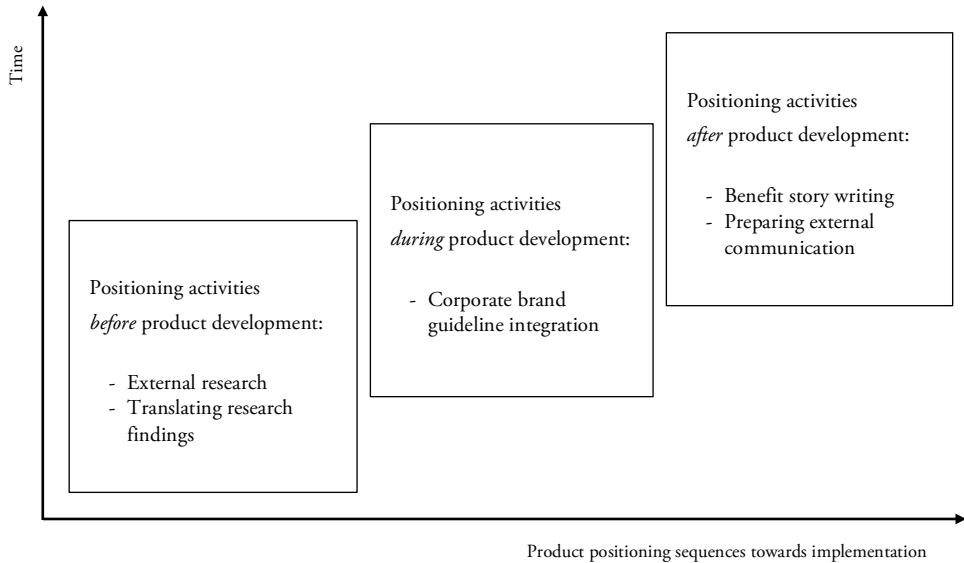 Time
Positioning activities
after product development:
- Benefit story writing
- Preparing external
communication
Positioning activities
during product development:
- Corporate brand
guideline integration
Positioning activities
before product development:
- External research
- Translating research
findings
Product positioning sequences towards implementation